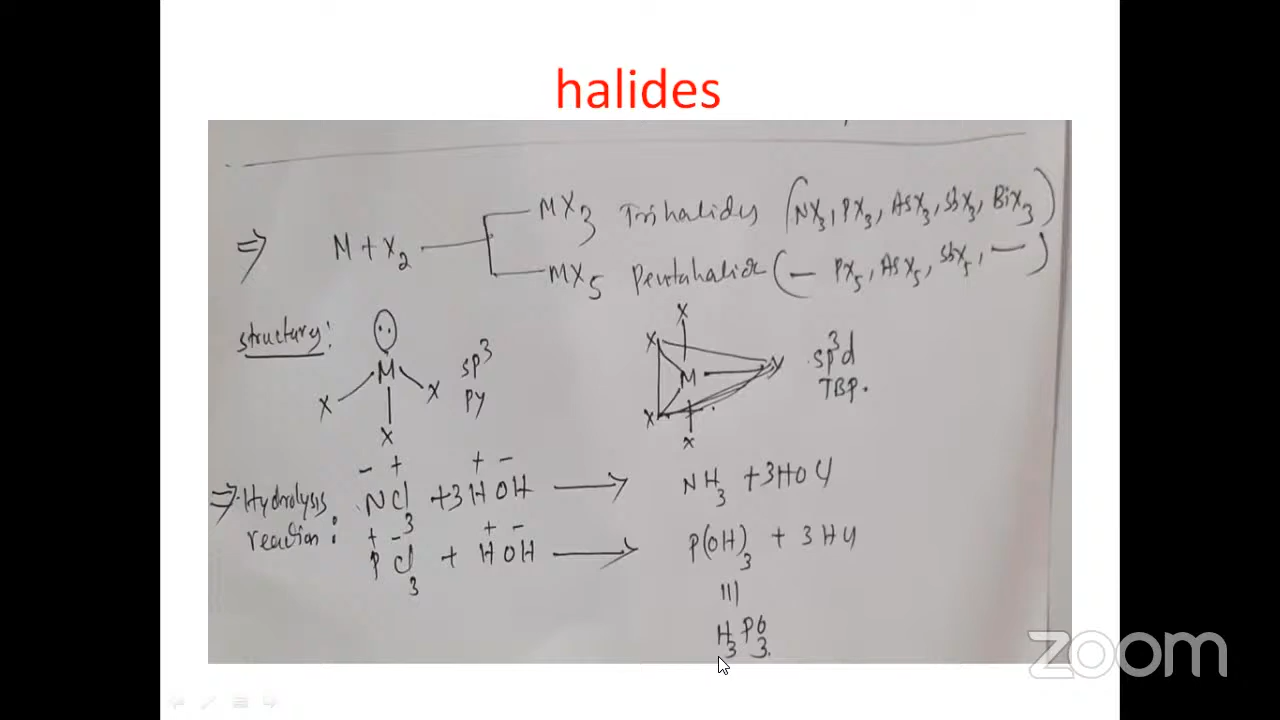 halides
⇒ M + X₂ MX₃ Trihalides (NX₃, PX₃, AsX₃, SbX₃, BiX₃)
MX₅ Pentahalide (— PX₅, AsX₅, SbX₅, —)
structure:
X
X X
M X sp³ M sp³d
X py TBP.
X X
X
− + + −
⇒ Hydrolysis NCl₃ + 3HOH ⟶ NH₃ + 3HOCl
+ − + −
reaction: PCl₃ + HOH ⟶ P(OH)₃ + 3HCl
|||
H₃PO₃.
zoom